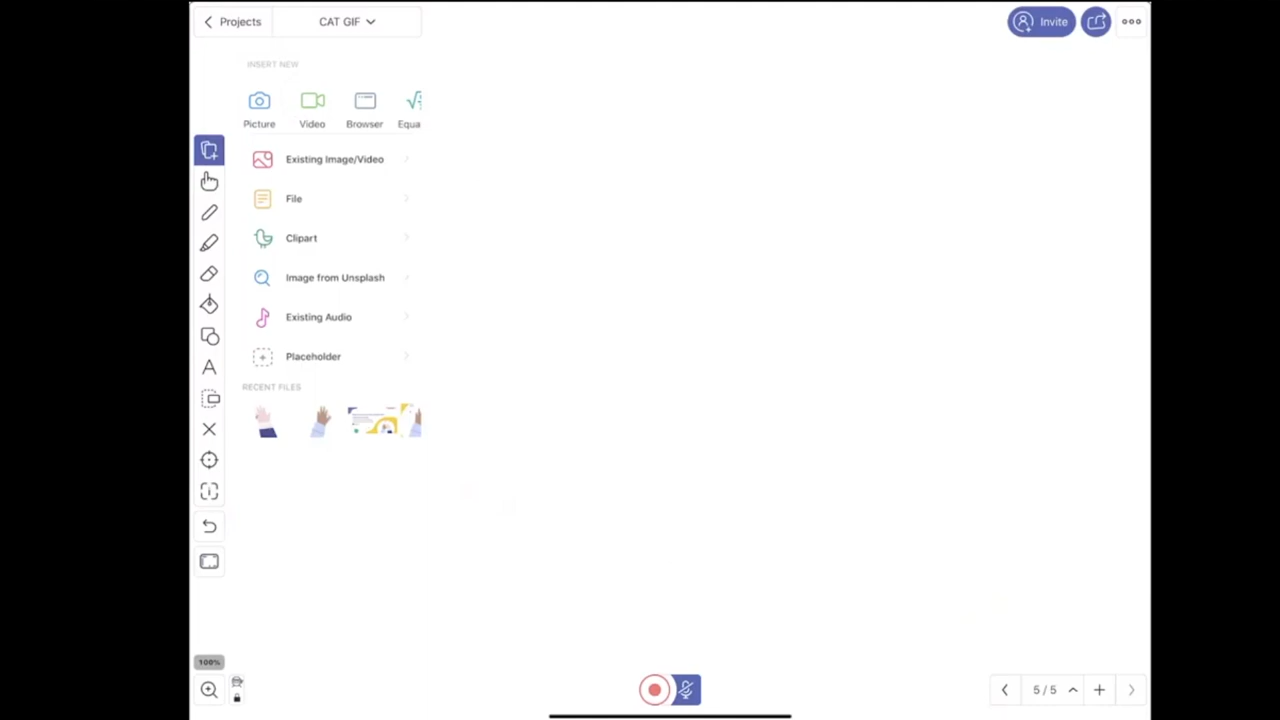 Projects
CAT GIF
Invite
INSERT NEW
Picture
Video
Browser
Equa
Existing Image/Video
File
Clipart
Image from Unsplash
Existing Audio
Placeholder
RECENT FILES
100%
5 / 5